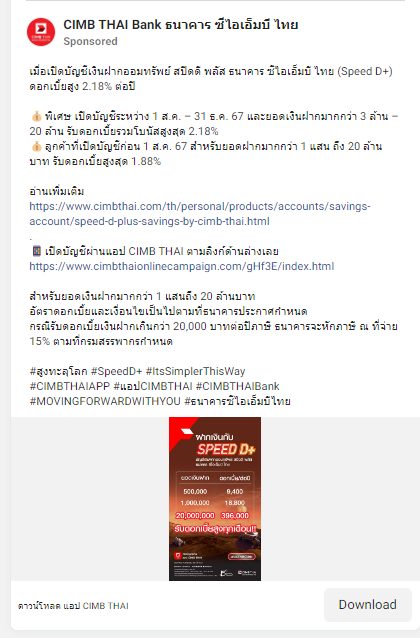 CIMB THAI Bank ธนาคาร ซีไอเอ็มบี ไทย
Sponsored
เมื่อเปิดบัญชีเงินฝากออมทรัพย์ สปีดดี พลัส ธนาคาร ซีไอเอ็มบี ไทย (Speed D+)
ดอกเบี้ยสูง 2.18% ต่อปี
💰พิเศษ เปิดบัญชีระหว่าง 1 ส.ค. – 31 ธ.ค. 67 และยอดเงินฝากมากกว่า 3 ล้าน –
20 ล้าน รับดอกเบี้ยรวมโบนัสสูงสุด 2.18%
💰ลูกค้าที่เปิดบัญชีก่อน 1 ส.ค. 67 สำหรับยอดฝากมากกว่า 1 แสน ถึง 20 ล้าน
บาท รับดอกเบี้ยสูงสุด 1.88%
อ่านเพิ่มเติม
https://www.cimbthai.com/th/personal/products/accounts/savings-
account/speed-d-plus-savings-by-cimb-thai.html
.
📲 เปิดบัญชีผ่านแอป CIMB THAI ตามลิงก์ด้านล่างเลย
https://www.cimbthaionlinecampaign.com/gHf3E/index.html
สำหรับยอดเงินฝากมากกว่า 1 แสนถึง 20 ล้านบาท
อัตราดอกเบี้ยและเงื่อนไขเป็นไปตามที่ธนาคารประกาศกำหนด
กรณีรับดอกเบี้ยเงินฝากเกินกว่า 20,000 บาทต่อปีภาษี ธนาคารจะหักภาษี ณ ที่จ่าย
15% ตามที่กรมสรรพากรกำหนด
#สูงทะลุโลก #SpeedD+ #ItsSimplerThisWay
#CIMBTHAIAPP #แอปCIMBTHAI #CIMBTHAIBank
#MOVINGFORWARDWITHYOU #ธนาคารซีไอเอ็มบีไทย
ฝากเงินกับ
SPEED D+
ยอดเงินฝาก ดอกเบี้ย/ต่อปี
500,000 9,400
1,000,000 18,800
20,000,000 396,000
รับดอกเบี้ยสูงทุกเดือน!!
ดาวน์โหลด แอป CIMB THAI
Download